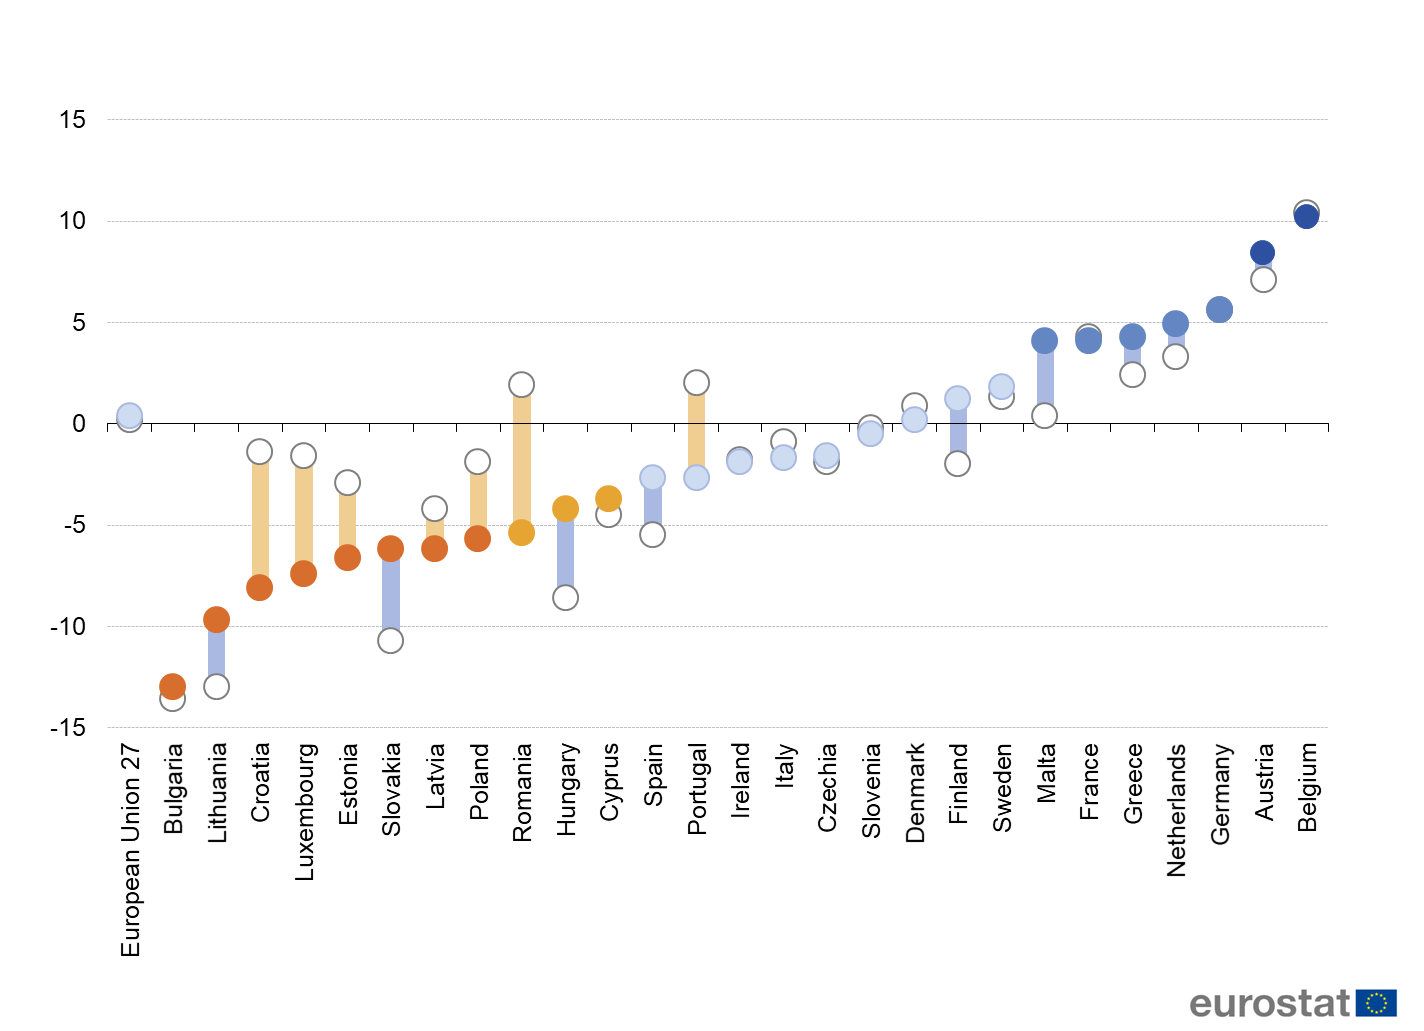 15
10
5
0
-5
-10
-15
European Union 27
Bulgaria
Lithuania
Croatia
Luxembourg
Estonia
Slovakia
Latvia
Poland
Romania
Hungary
Cyprus
Spain
Portugal
Ireland
Italy
Czechia
Slovenia
Denmark
Finland
Sweden
Malta
France
Greece
Netherlands
Germany
Austria
Belgium
eurostat